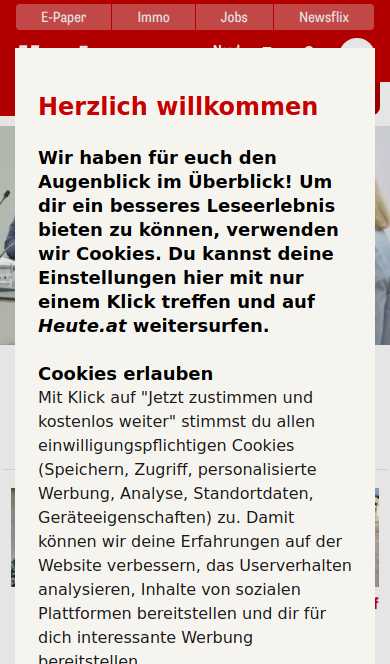 E-Paper
Immo
Jobs
Newsflix
Herzlich willkommen
Wir haben für euch den
Augenblick im Überblick! Um
dir ein besseres Leseerlebnis
bieten zu können, verwenden
wir Cookies. Du kannst deine
Einstellungen hier mit nur
einem Klick treffen und auf
Heute.at weitersurfen.
Cookies erlauben
Mit Klick auf "Jetzt zustimmen und
kostenlos weiter" stimmst du allen
einwilligungspflichtigen Cookies
(Speichern, Zugriff, personalisierte
Werbung, Analyse, Standortdaten,
Geräteeigenschaften) zu. Damit
können wir deine Erfahrungen auf der
Website verbessern, das Userverhalten
analysieren, Inhalte von sozialen
Plattformen bereitstellen und dir für
dich interessante Werbung
bereitstellen